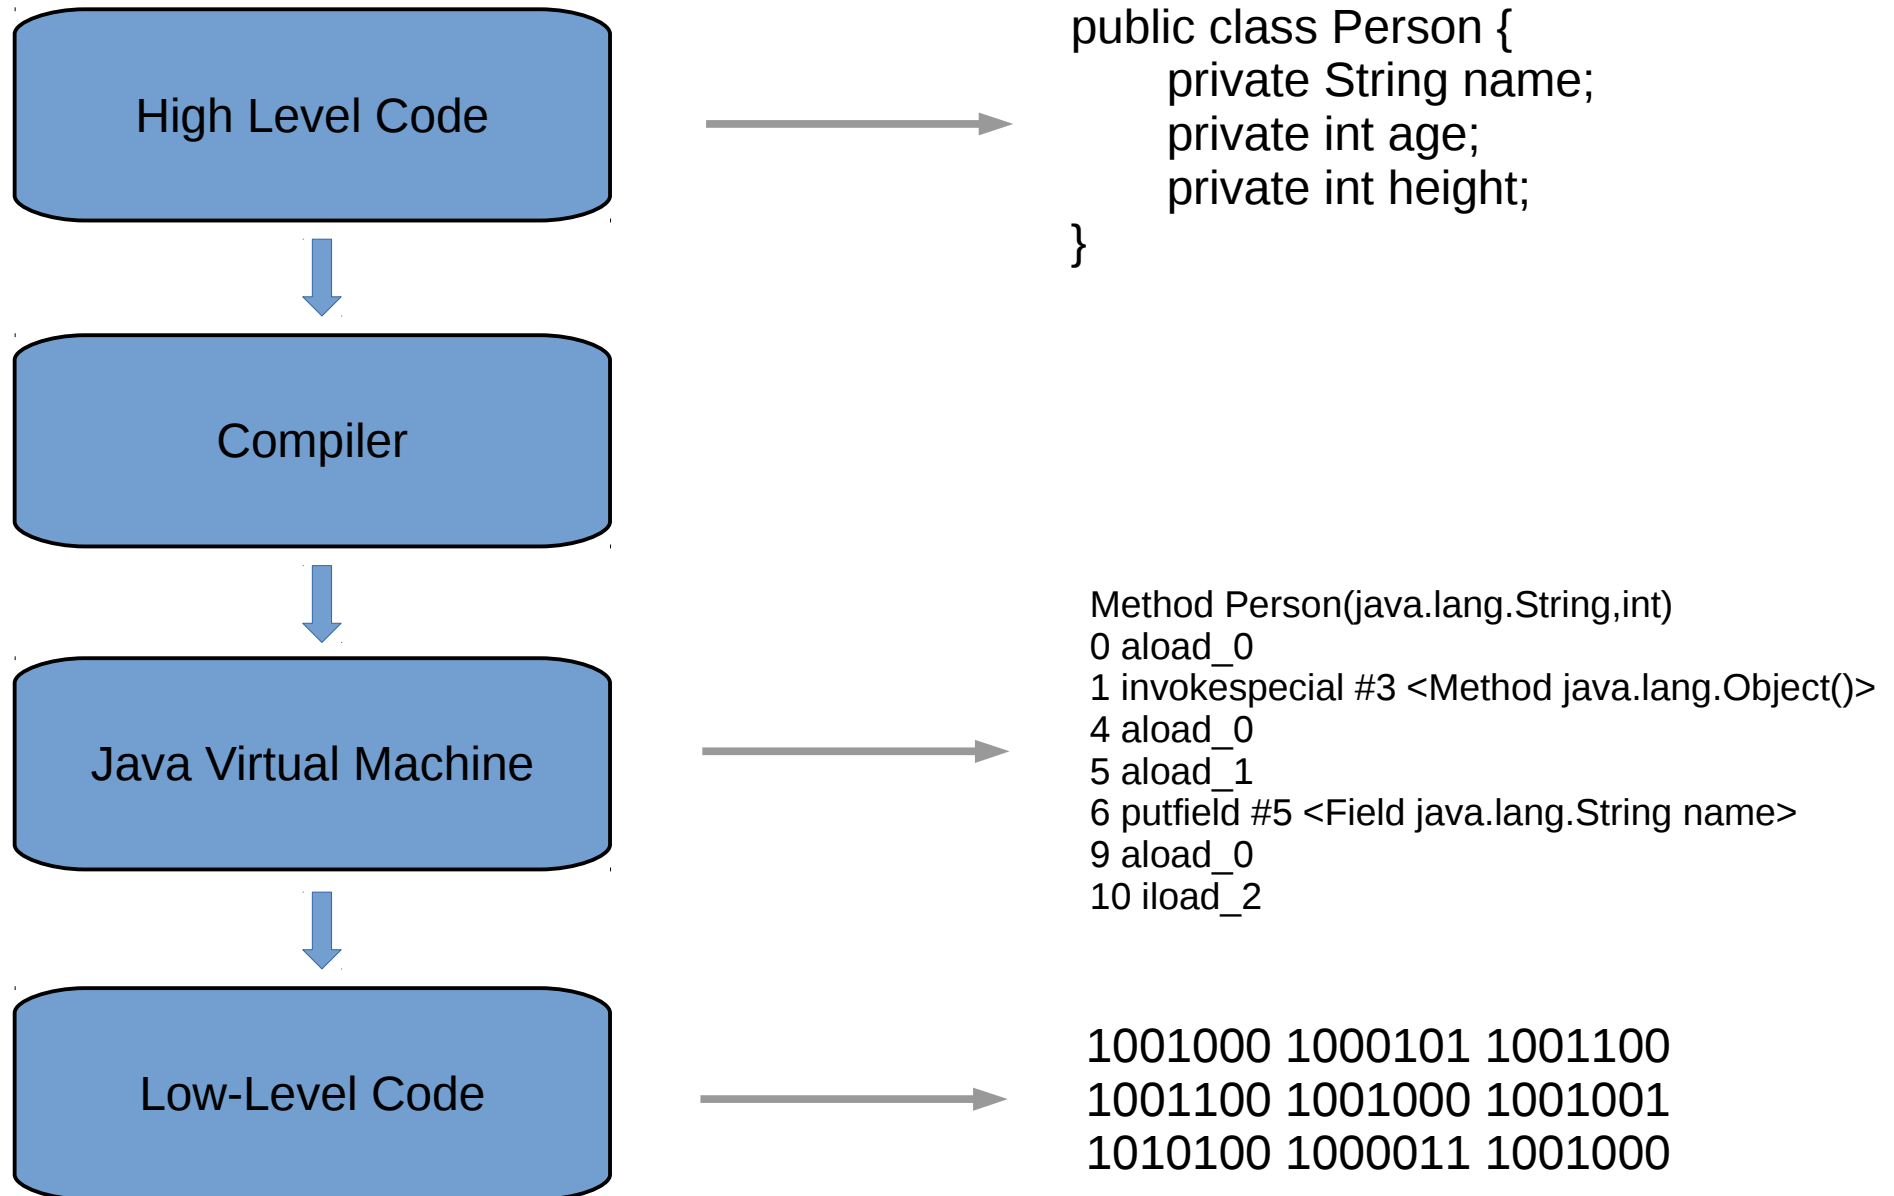 High Level Code
public class Person {
private String name;
private int age;
private int height;
}
Compiler
Java Virtual Machine
Method Person(java.lang.String,int)
0 aload_0
1 invokespecial #3 <Method java.lang.Object()>
4 aload_0
5 aload_1
6 putfield #5 <Field java.lang.String name>
9 aload_0
10 iload_2
Low-Level Code
1001000 1000101 1001100
1001100 1001000 1001001
1010100 1000011 1001000